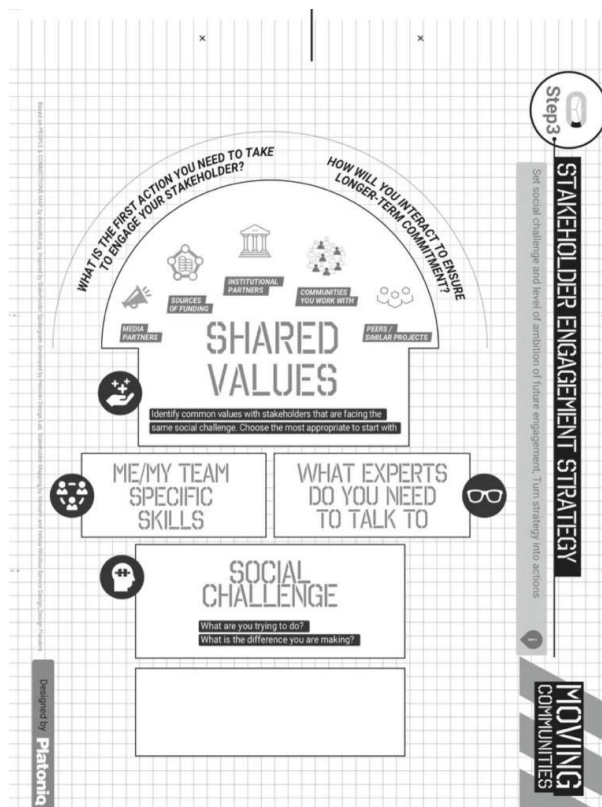 Step3
STAKEHOLDER ENGAGEMENT STRATEGY
Set social challenge and level of ambition of future engagement, Turn strategy into actions
MOVING
COMMUNITIES
WHAT IS THE FIRST ACTION YOU NEED TO TAKE
TO ENGAGE YOUR STAKEHOLDER?
HOW WILL YOU INTERACT TO ENSURE
LONGER-TERM COMMITMENT?
MEDIA
PARTNERS
SOURCES
OF FUNDING
INSTITUTIONAL
PARTNERS
COMMUNITIES
YOU WORK WITH
PEERS /
SIMILAR PROJECTS
SHARED
VALUES
Identify common values with stakeholders that are facing the
same social challenge. Choose the most appropriate to start with
ME/MY TEAM
SPECIFIC
SKILLS
WHAT EXPERTS
DO YOU NEED
TO TALK TO
SOCIAL
CHALLENGE
What are you trying to do?
What is the difference you are making?
Designed by Platoniq